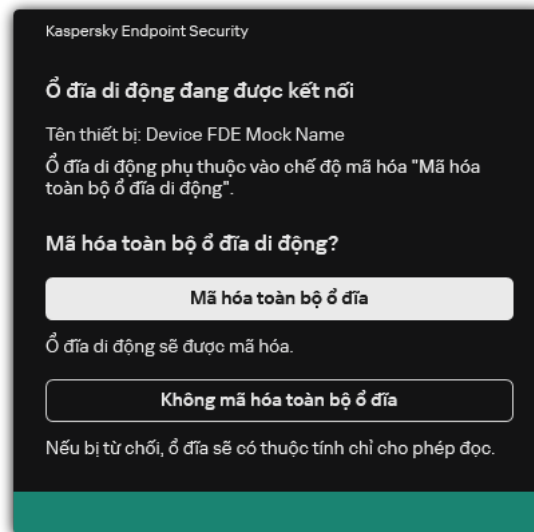 Kaspersky Endpoint Security
Ổ đĩa di động đang được kết nối
Tên thiết bị: Device FDE Mock Name
Ổ đĩa di động phụ thuộc vào chế độ mã hóa "Mã hóa
toàn bộ ổ đĩa di động".
Mã hóa toàn bộ ổ đĩa di động?
Mã hóa toàn bộ ổ đĩa
Ổ đĩa di động sẽ được mã hóa.
Không mã hóa toàn bộ ổ đĩa
Nếu bị từ chối, ổ đĩa sẽ có thuộc tính chỉ cho phép đọc.